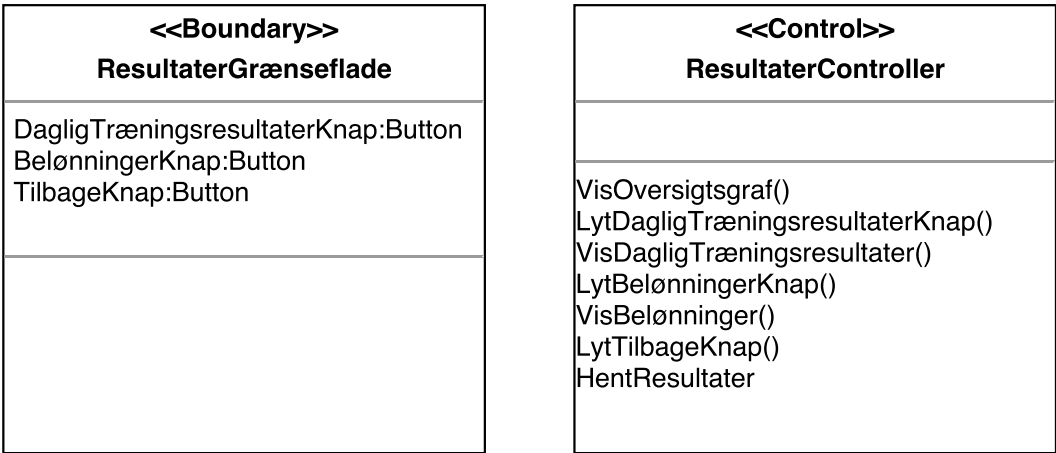 <<Boundary>>
ResultaterGrænseflade
DagligTræningsresultaterKnap:Button
BelønningerKnap:Button
TilbageKnap:Button
<<Control>>
ResultaterController
VisOversigtsgraf()
LytDagligTræningsresultaterKnap()
VisDagligTræningsresultater()
LytBelønningerKnap()
VisBelønninger()
LytTilbageKnap()
HentResultater